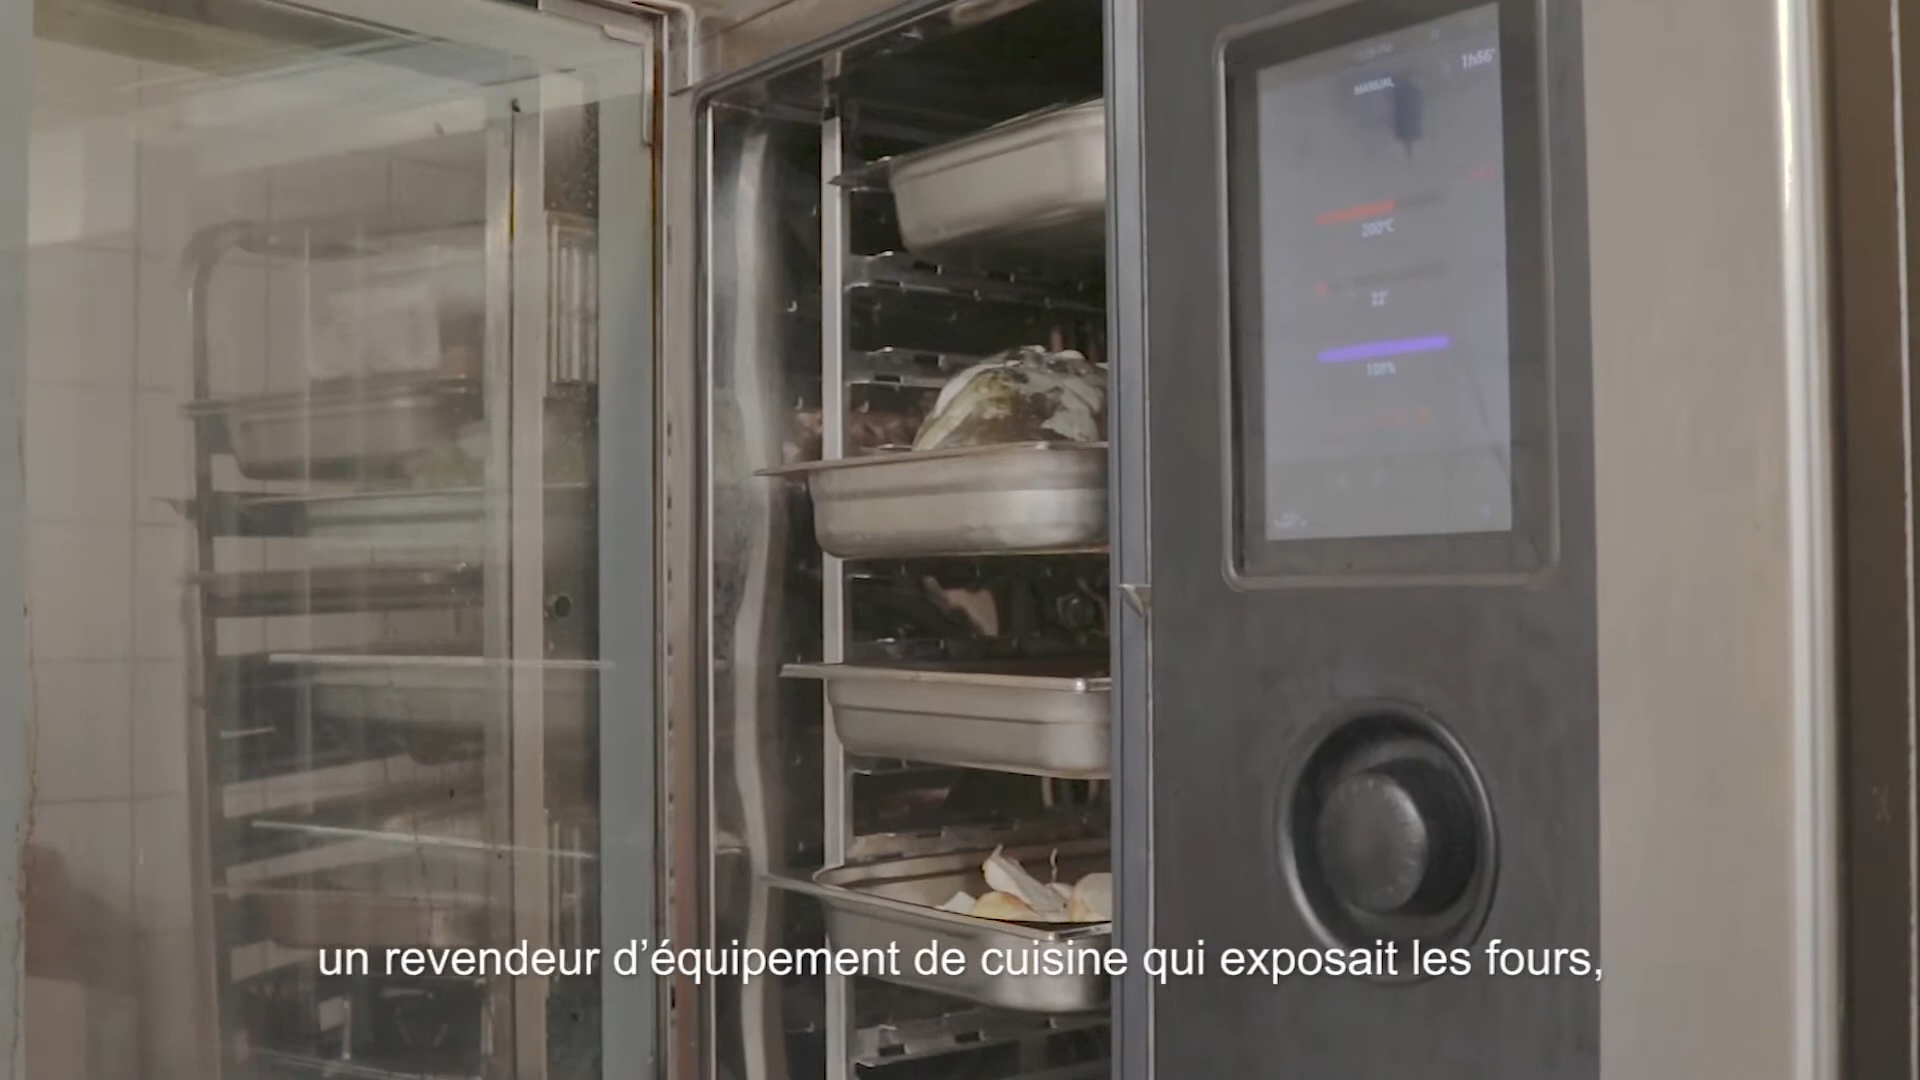 1h56'
MANUAL
200°C
22'
100%
un revendeur d’équipement de cuisine qui exposait les fours,